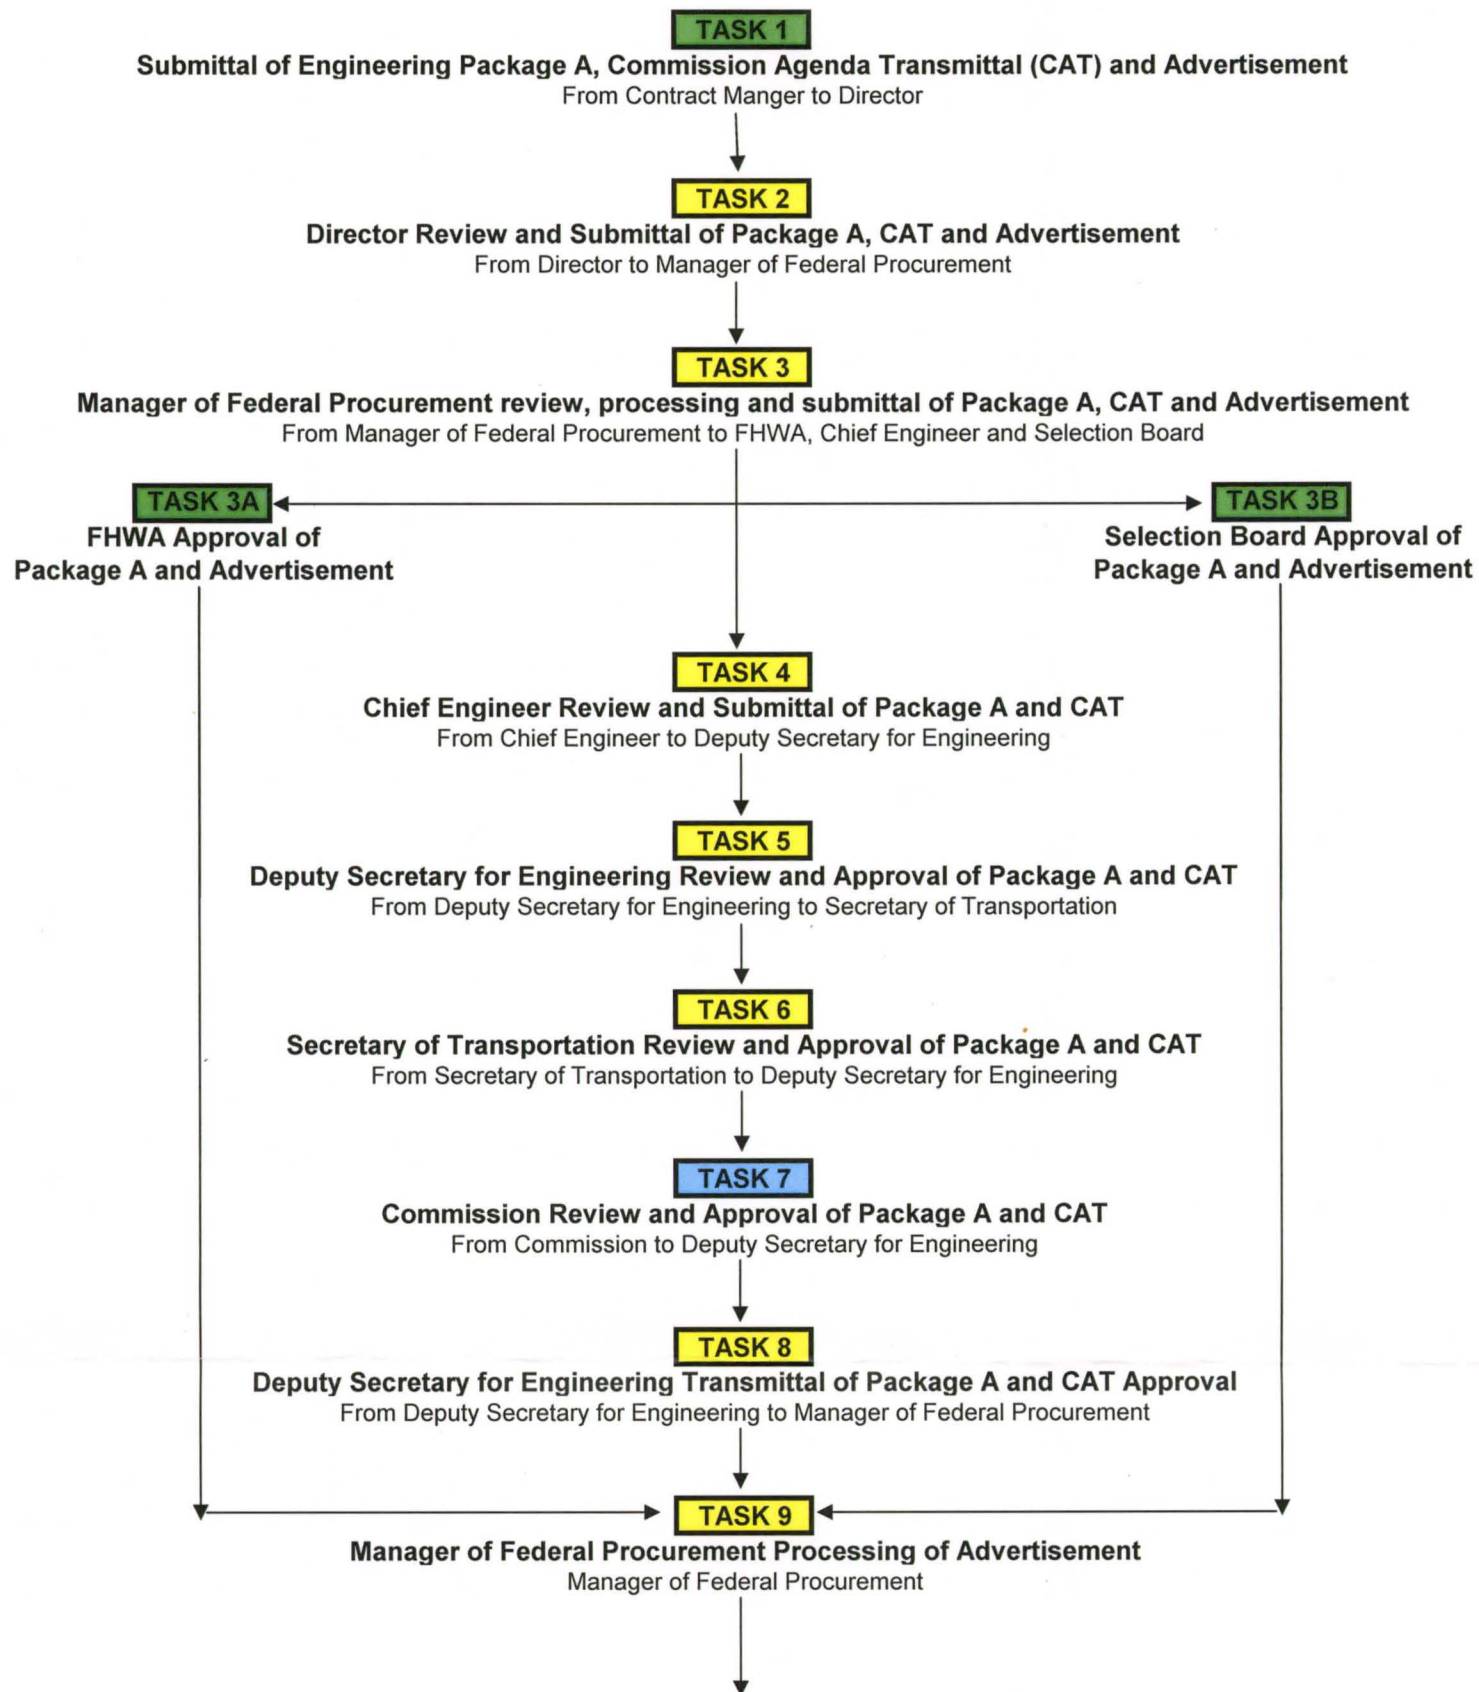 TASK 1
Submittal of Engineering Package A, Commission Agenda Transmittal (CAT) and Advertisement
From Contract Manger to Director
TASK 2
Director Review and Submittal of Package A, CAT and Advertisement
From Director to Manager of Federal Procurement
TASK 3
Manager of Federal Procurement review, processing and submittal of Package A, CAT and Advertisement
From Manager of Federal Procurement to FHWA, Chief Engineer and Selection Board
TASK 3A
FHWA Approval of
Package A and Advertisement
TASK 3B
Selection Board Approval of
Package A and Advertisement
TASK 4
Chief Engineer Review and Submittal of Package A and CAT
From Chief Engineer to Deputy Secretary for Engineering
TASK 5
Deputy Secretary for Engineering Review and Approval of Package A and CAT
From Deputy Secretary for Engineering to Secretary of Transportation
TASK 6
Secretary of Transportation Review and Approval of Package A and CAT
From Secretary of Transportation to Deputy Secretary for Engineering
TASK 7
Commission Review and Approval of Package A and CAT
From Commission to Deputy Secretary for Engineering
TASK 8
Deputy Secretary for Engineering Transmittal of Package A and CAT Approval
From Deputy Secretary for Engineering to Manager of Federal Procurement
TASK 9
Manager of Federal Procurement Processing of Advertisement
Manager of Federal Procurement